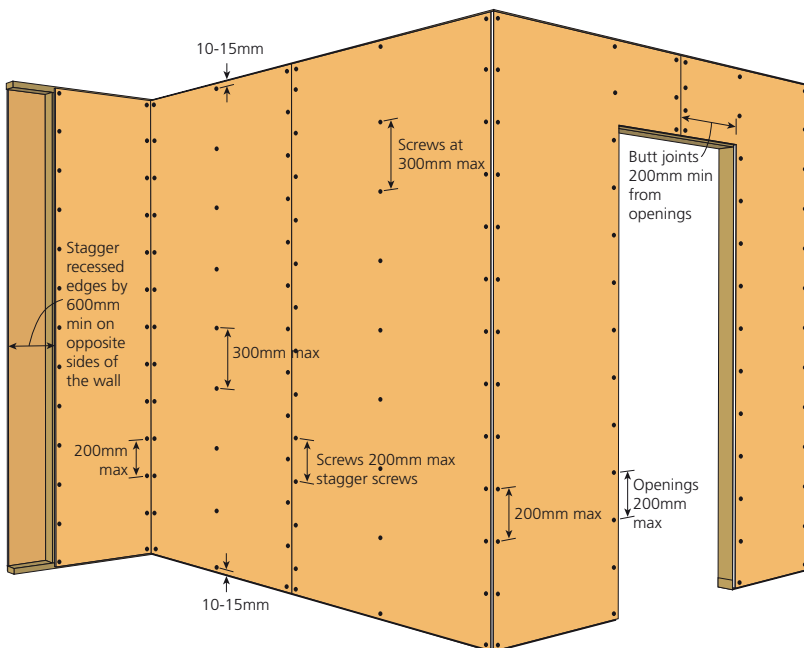 10-15mm
Screws at
300mm max
Butt joints
200mm min
from
openings
Stagger
recessed
edges by
600mm
min on
opposite
sides of
the wall
300mm max
200mm
max
Screws 200mm max
stagger screws
Openings
200mm
max
200mm max
10-15mm